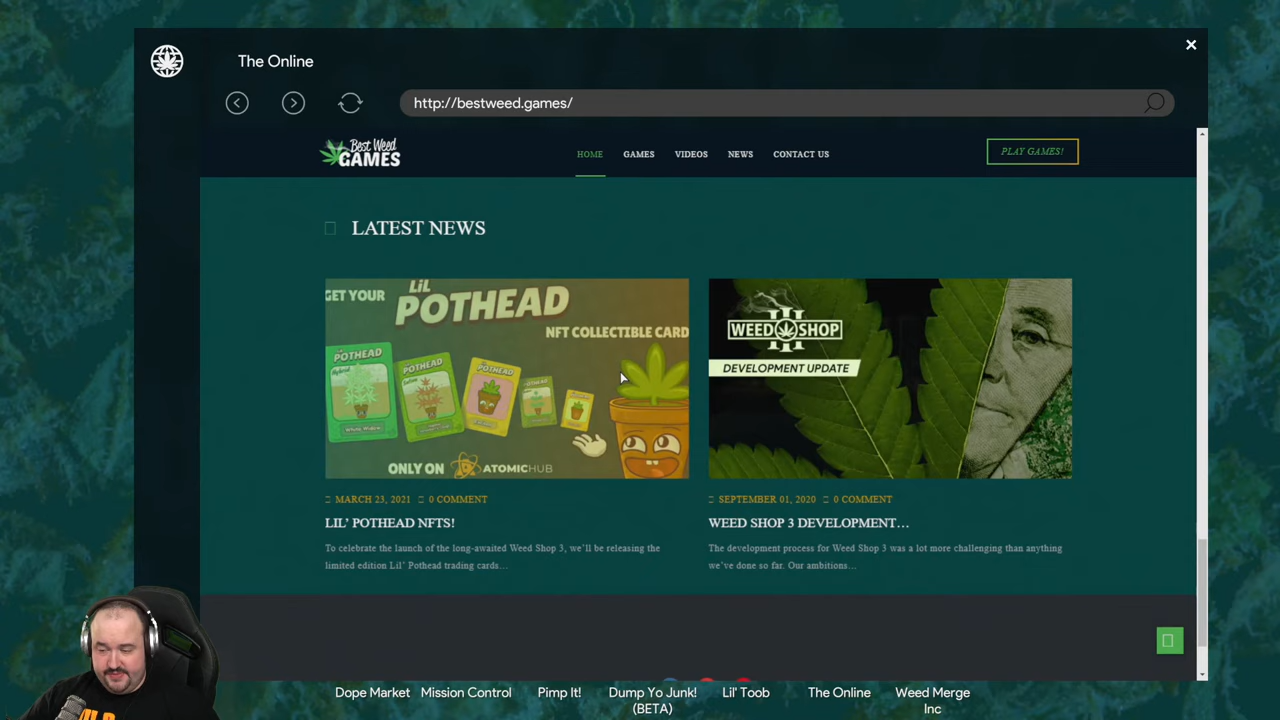 The Online
http://bestweed.games/
Best Weed GAMES
HOME GAMES VIDEOS NEWS CONTACT US
PLAY GAMES!
LATEST NEWS
GET YOUR
Lil' POTHEAD
NFT COLLECTIBLE CARD
ONLY ON ATOMICHUB
WEED SHOP
III
DEVELOPMENT UPDATE
MARCH 23, 2021 0 COMMENT
LIL' POTHEAD NFTS!
To celebrate the launch of the long-awaited Weed Shop 3, we'll be releasing the
limited edition Lil' Pothead trading cards...
SEPTEMBER 01, 2020 0 COMMENT
WEED SHOP 3 DEVELOPMENT...
The development process for Weed Shop 3 was a lot more challenging than anything
we've done so far. Our ambitions...
Dope Market
Mission Control
Pimp It!
Dump Yo Junk!
(BETA)
Lil' Toob
The Online
Weed Merge
Inc